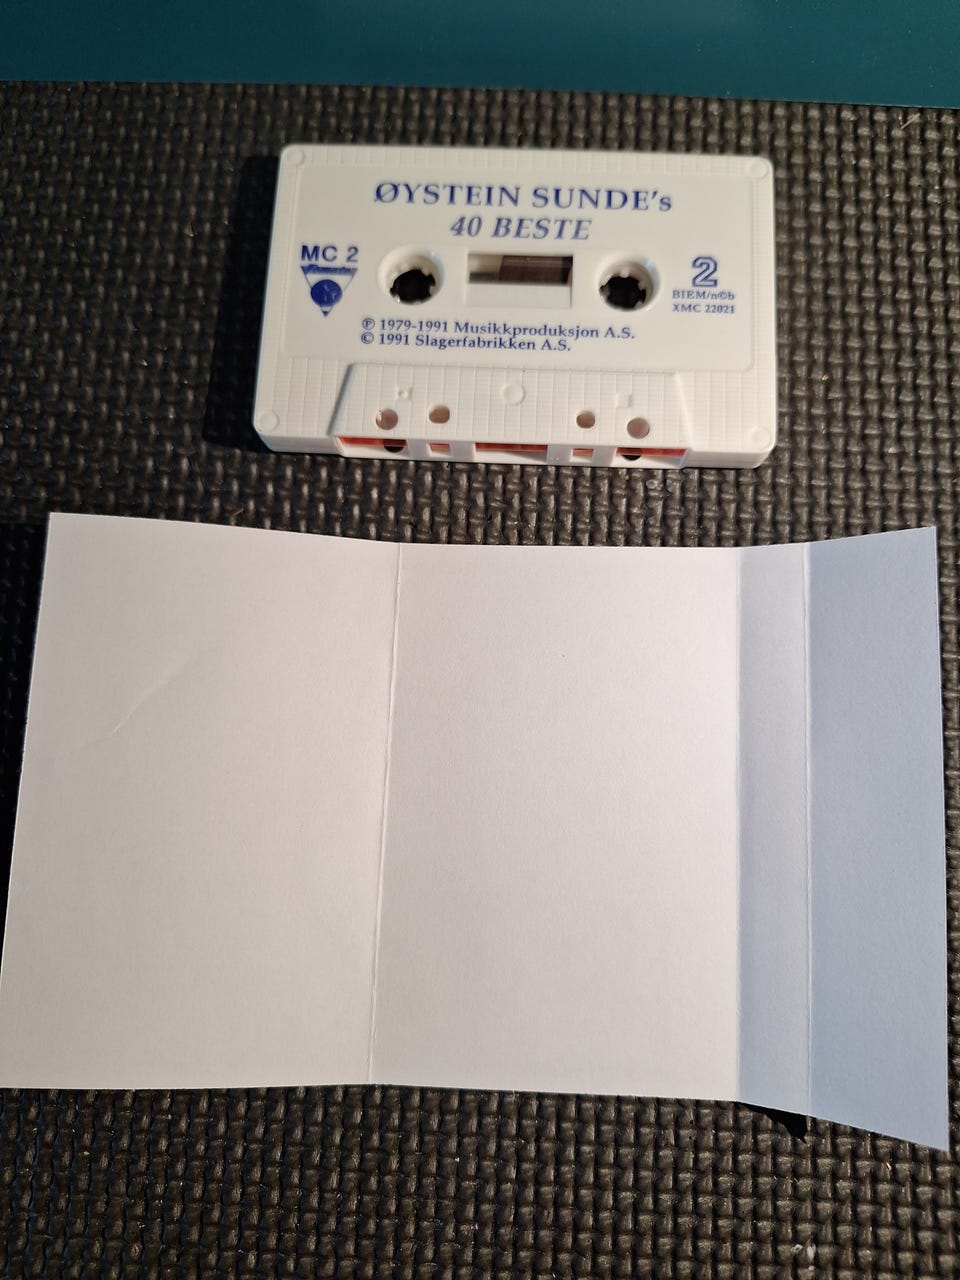 ØYSTEIN SUNDE's
40 BESTE
MC 2
2
BIEM/n©b
XMC 22021
℗ 1979-1991 Musikkproduksjon A.S.
© 1991 Slagerfabrikken A.S.